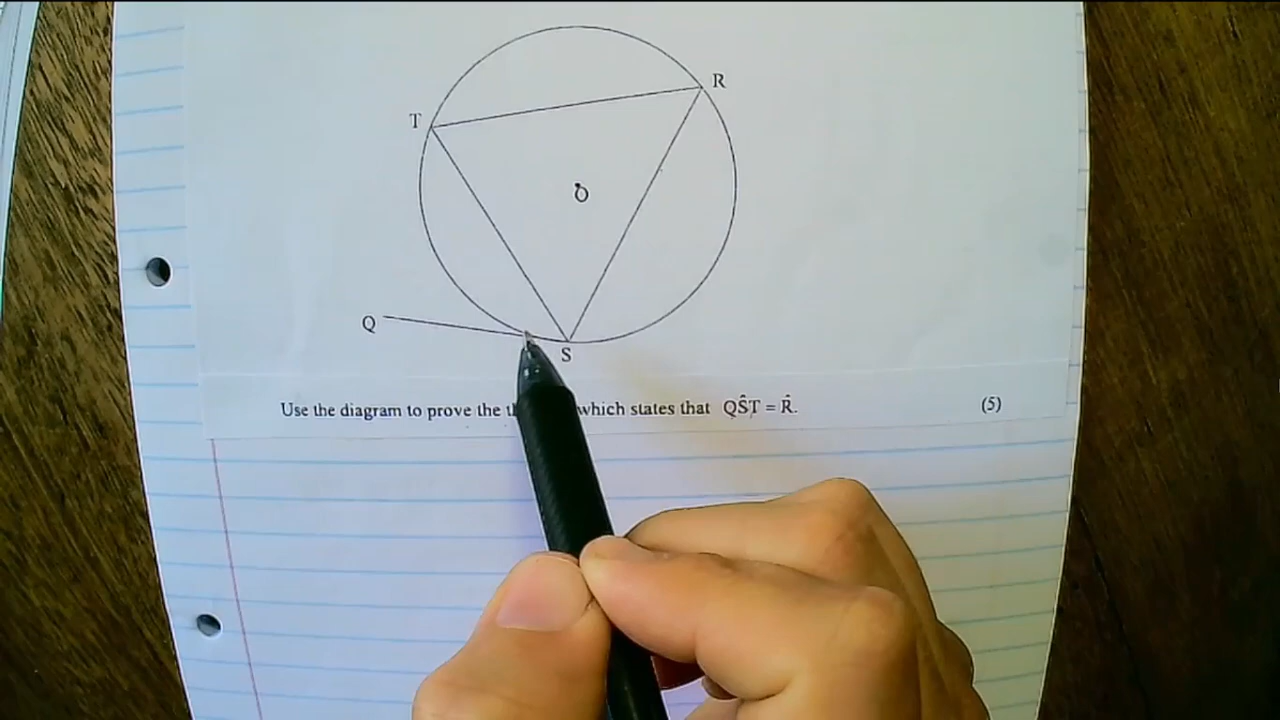 R
T
O
Q
S
Use the diagram to prove the which states that QŜT = R̂.
(5)